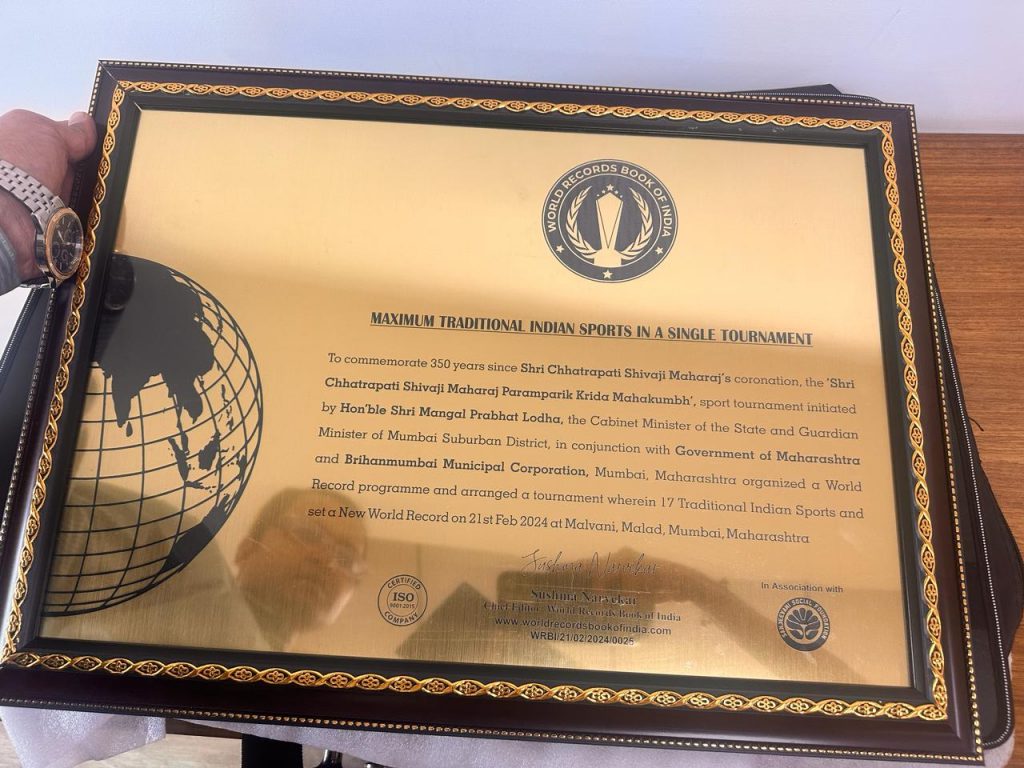 WORLD RECORDS BOOK OF INDIA
MAXIMUM TRADITIONAL INDIAN SPORTS IN A SINGLE TOURNAMENT
To commemorate 350 years since Shri Chhatrapati Shivaji Maharaj's coronation, the 'Shri
Chhatrapati Shivaji Maharaj Paramparik Krida Mahakumbh', sport tournament initiated
by Hon'ble Shri Mangal Prabhat Lodha, the Cabinet Minister of the State and Guardian
Minister of Mumbai Suburban District, in conjunction with Government of Maharashtra
and Brihanmumbai Municipal Corporation, Mumbai, Maharashtra organized a World
Record programme and arranged a tournament wherein 17 Traditional Indian Sports and
set a New World Record on 21st Feb 2024 at Malvani, Malad, Mumbai, Maharashtra
Sushma Narvekar
Sushma Narvekar
Chief Editor - World Records Book of India
www.worldrecordsbookofindia.com
WRBI/21/02/2024/0025
CERTIFIED
ISO
9001:2015
COMPANY
In Association with
SOCIAL FOUNDATION